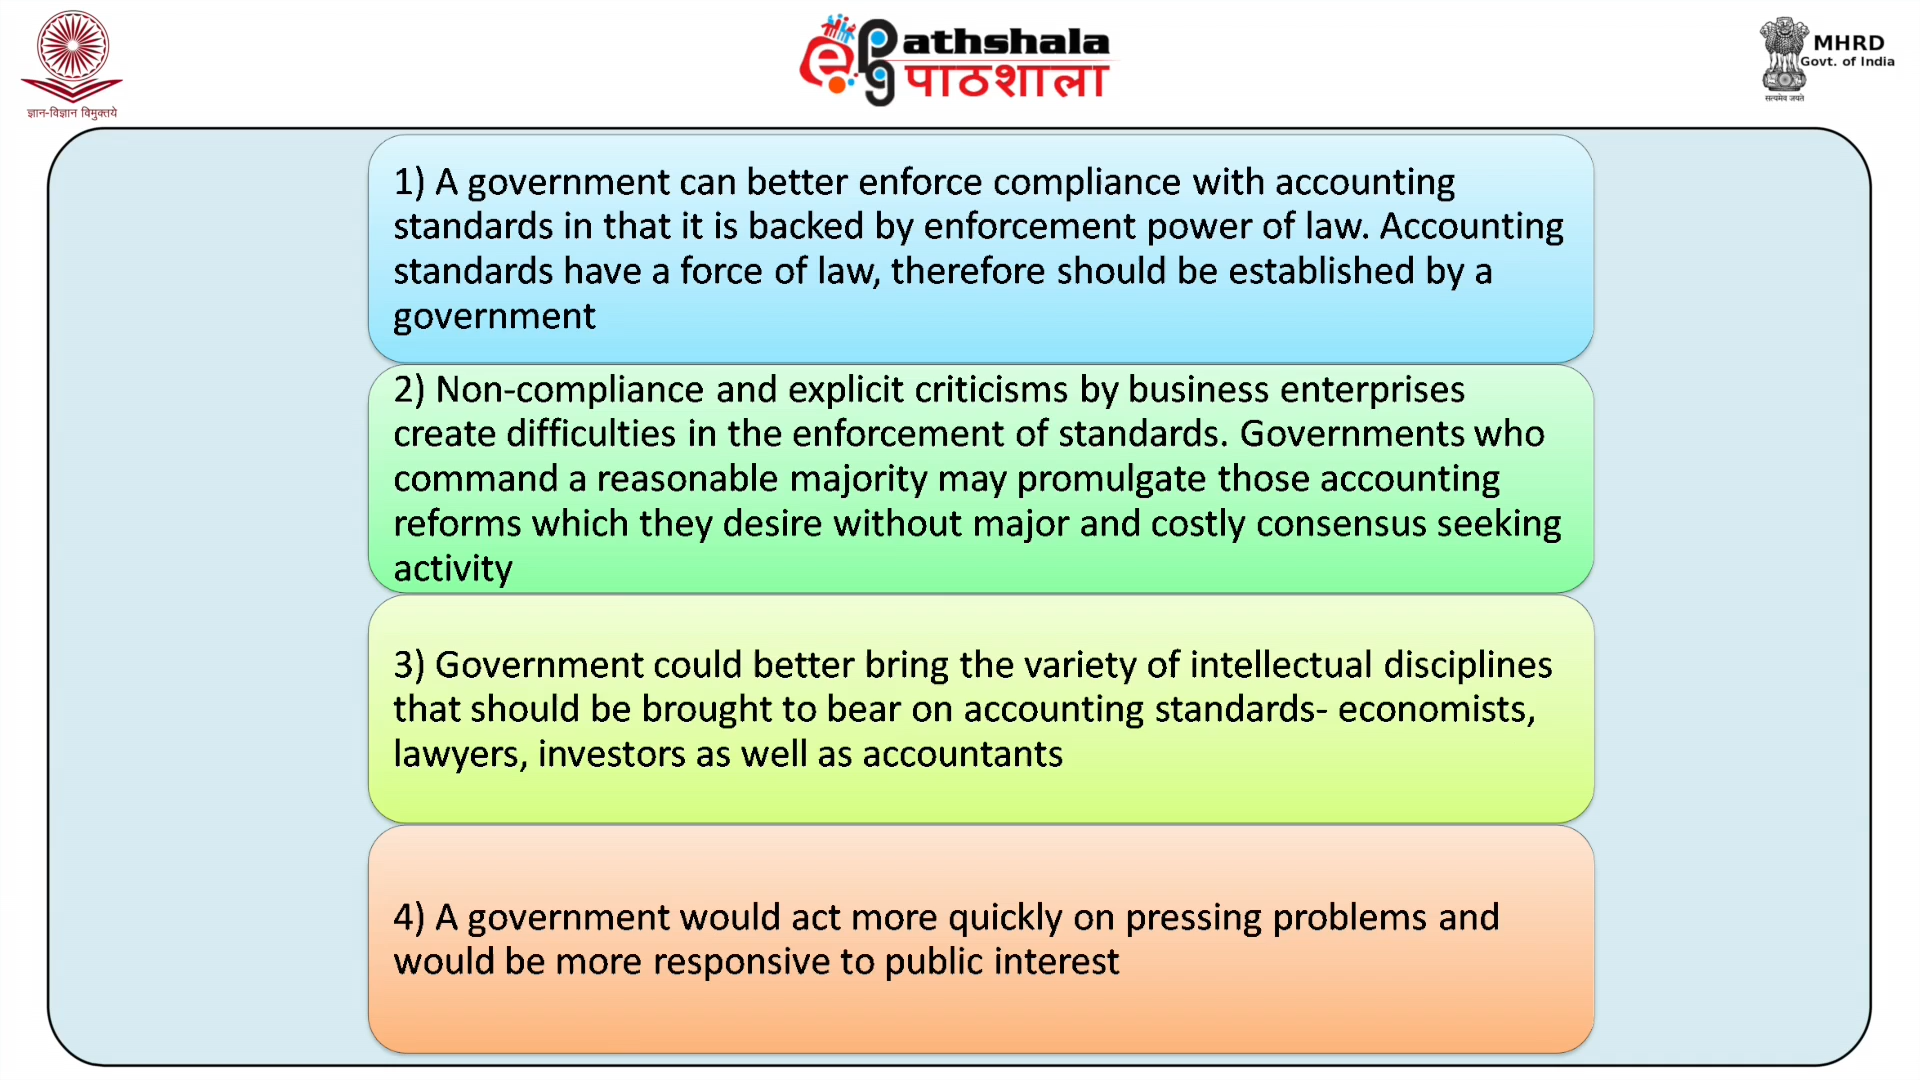 ज्ञान-विज्ञान विमुक्तये
e
pg
athshala
पाठशाला
MHRD
Govt. of India
सत्यमेव जयते
1) A government can better enforce compliance with accounting
standards in that it is backed by enforcement power of law. Accounting
standards have a force of law, therefore should be established by a
government
2) Non-compliance and explicit criticisms by business enterprises
create difficulties in the enforcement of standards. Governments who
command a reasonable majority may promulgate those accounting
reforms which they desire without major and costly consensus seeking
activity
3) Government could better bring the variety of intellectual disciplines
that should be brought to bear on accounting standards- economists,
lawyers, investors as well as accountants
4) A government would act more quickly on pressing problems and
would be more responsive to public interest